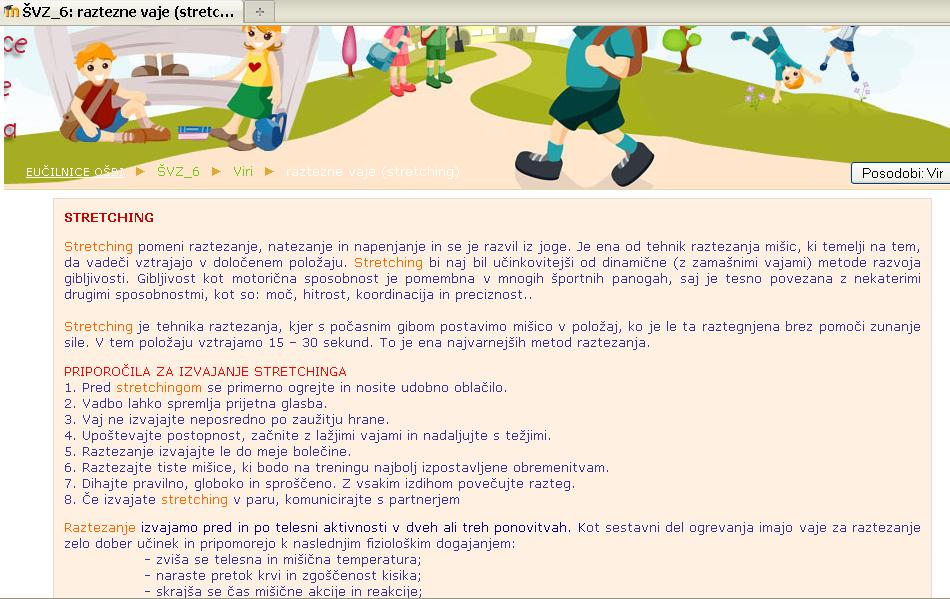 ŠVZ_6: raztezne vaje (stretc...
EUČILNICE OŠPI ► ŠVZ_6 ► Viri ► raztezne vaje (stretching)
Posodobi: Vir
STRETCHING
Stretching pomeni raztezanje, natezanje in napenjanje in se je razvil iz joge. Je ena od tehnik raztezanja mišic, ki temelji na tem,
da vadeči vztrajajo v določenem položaju. Stretching bi naj bil učinkovitejši od dinamične (z zamašnimi vajami) metode razvoja
gibljivosti. Gibljivost kot motorična sposobnost je pomembna v mnogih športnih panogah, saj je tesno povezana z nekaterimi
drugimi sposobnostmi, kot so: moč, hitrost, koordinacija in preciznost..
Stretching je tehnika raztezanja, kjer s počasnim gibom postavimo mišico v položaj, ko je le ta raztegnjena brez pomoči zunanje
sile. V tem položaju vztrajamo 15 – 30 sekund. To je ena najvarnejših metod raztezanja.
PRIPOROČILA ZA IZVAJANJE STRETCHINGA
1. Pred stretchingom se primerno ogrejte in nosite udobno oblačilo.
2. Vadbo lahko spremlja prijetna glasba.
3. Vaj ne izvajajte neposredno po zaužitju hrane.
4. Upoštevajte postopnost, začnite z lažjimi vajami in nadaljujte s težjimi.
5. Raztezanje izvajajte le do meje bolečine.
6. Raztezajte tiste mišice, ki bodo na treningu najbolj izpostavljene obremenitvam.
7. Dihajte pravilno, globoko in sproščeno. Z vsakim izdihom povečujte razteg.
8. Če izvajate stretching v paru, komunicirajte s partnerjem
Raztezanje izvajamo pred in po telesni aktivnosti v dveh ali treh ponovitvah. Kot sestavni del ogrevanja imajo vaje za raztezanje
zelo dober učinek in pripomorejo k naslednjim fiziološkim dogajanjem:
– zviša se telesna in mišična temperatura;
– naraste pretok krvi in zgoščenost kisika;
– skrajša se čas mišične akcije in reakcije;